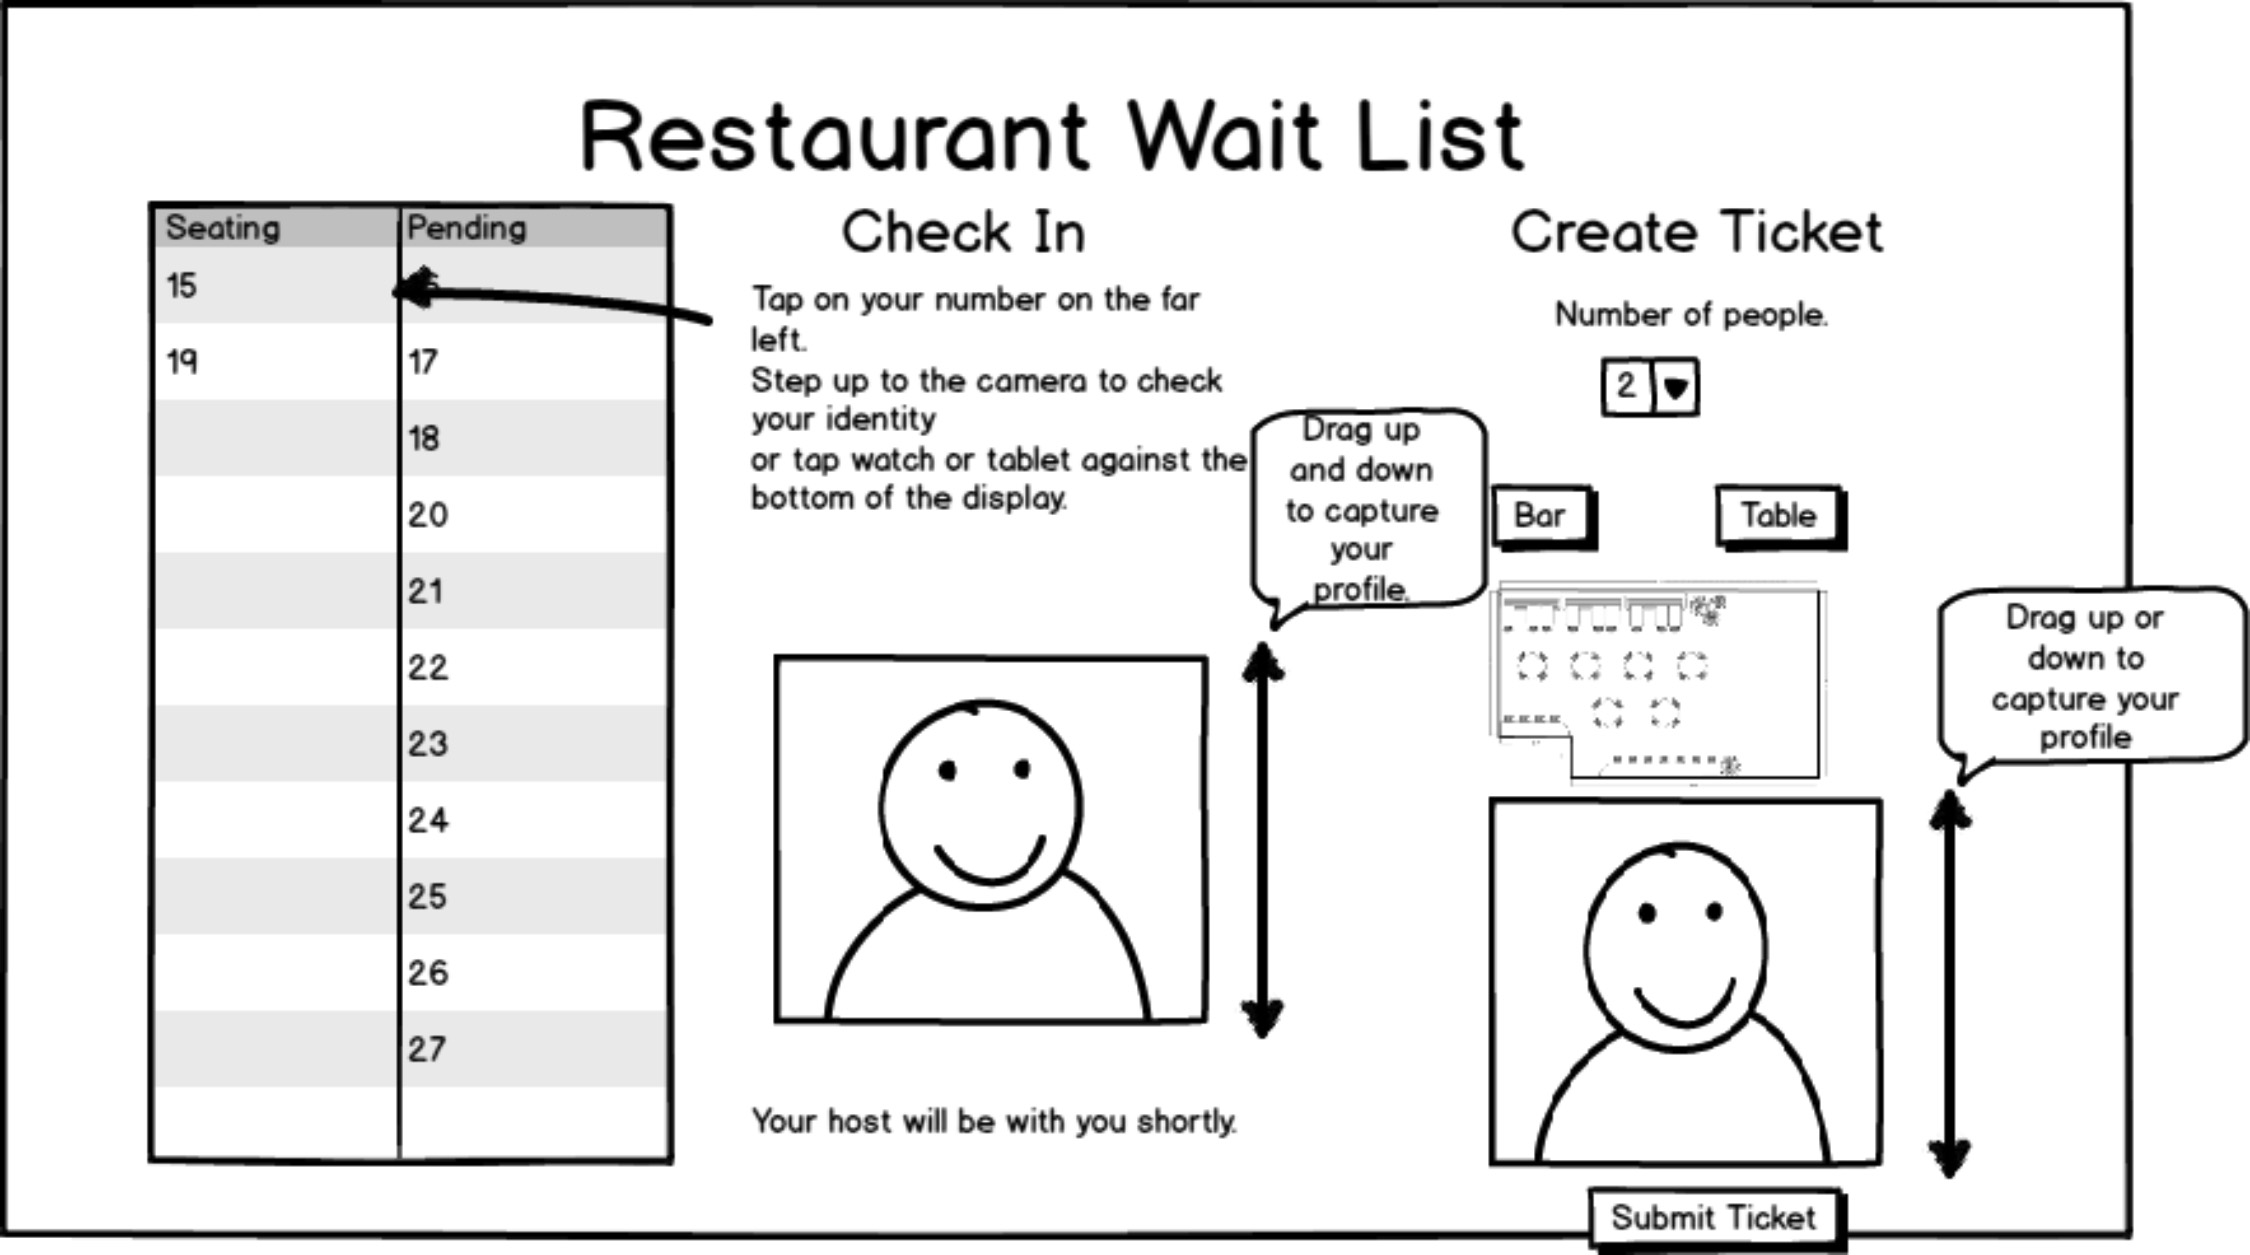 Restaurant Wait List
Seating
Pending
15
19
17
18
20
21
22
23
24
25
26
27
Check In
Tap on your number on the far
left.
Step up to the camera to check
your identity
or tap watch or tablet against the
bottom of the display.
Drag up
and down
to capture
your
profile.
Your host will be with you shortly.
Create Ticket
Number of people.
2
Bar
Table
Drag up or
down to
capture your
profile
Submit Ticket